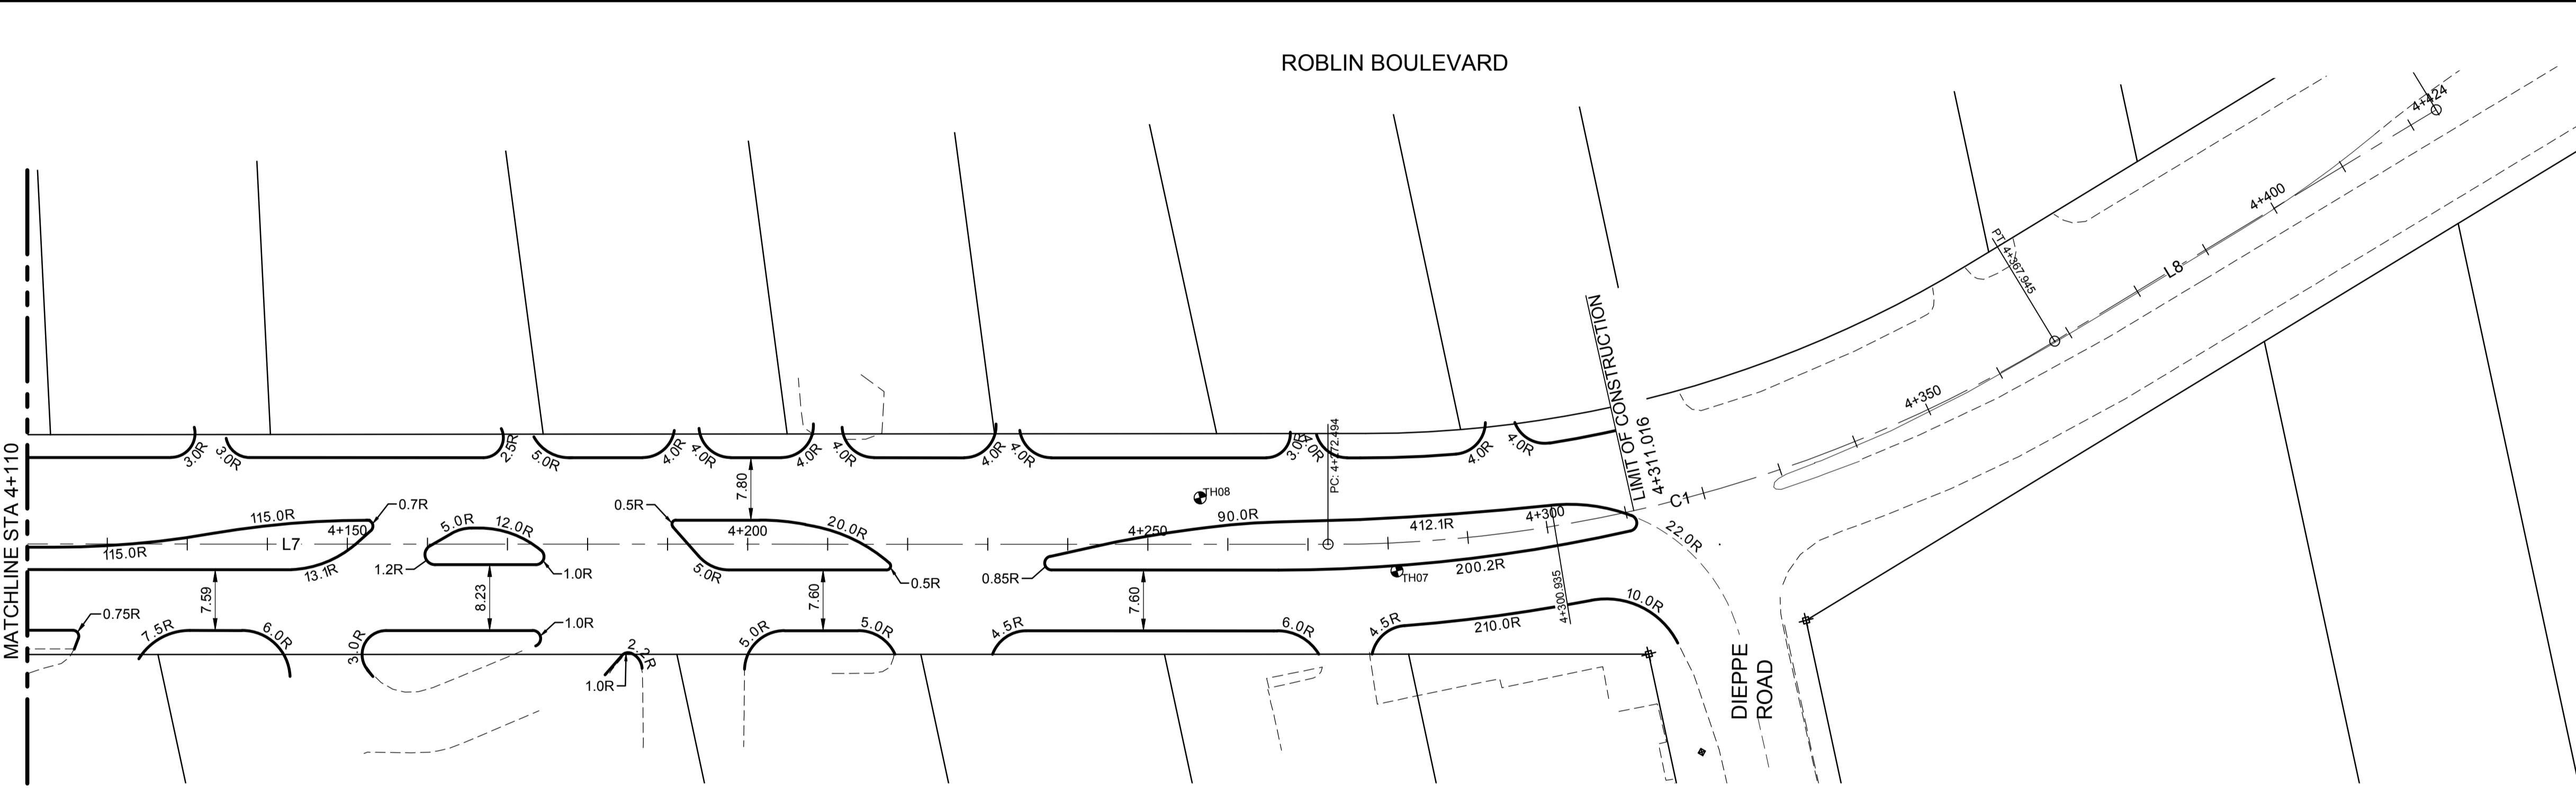 ROBLIN BOULEVARD
4+424
4+400
PT: 4+367.945
L8
4+350
LIMIT OF CONSTRUCTION
4+311.016
C1
MATCHLINE STA 4+110
3.0R
3.0R
2.5R
5.0R
4.0R
4.0R
4.0R
4.0R
4.0R
4.0R
3.0R
4.0R
PC: 4+272.494
4.0R
4.0R
7.80
TH08
115.0R
0.7R
4+150
115.0R
L7
13.1R
5.0R
12.0R
1.2R
1.0R
0.5R
4+200
20.0R
5.0R
0.5R
4+250
90.0R
0.85R
412.1R
4+300
200.2R
TH07
22.0R
7.59
8.23
7.60
7.60
4+300.935
0.75R
7.5R
6.0R
3.0R
1.0R
2.2R
1.0R
5.0R
5.0R
4.5R
6.0R
4.5R
210.0R
10.0R
DIEPPE
ROAD